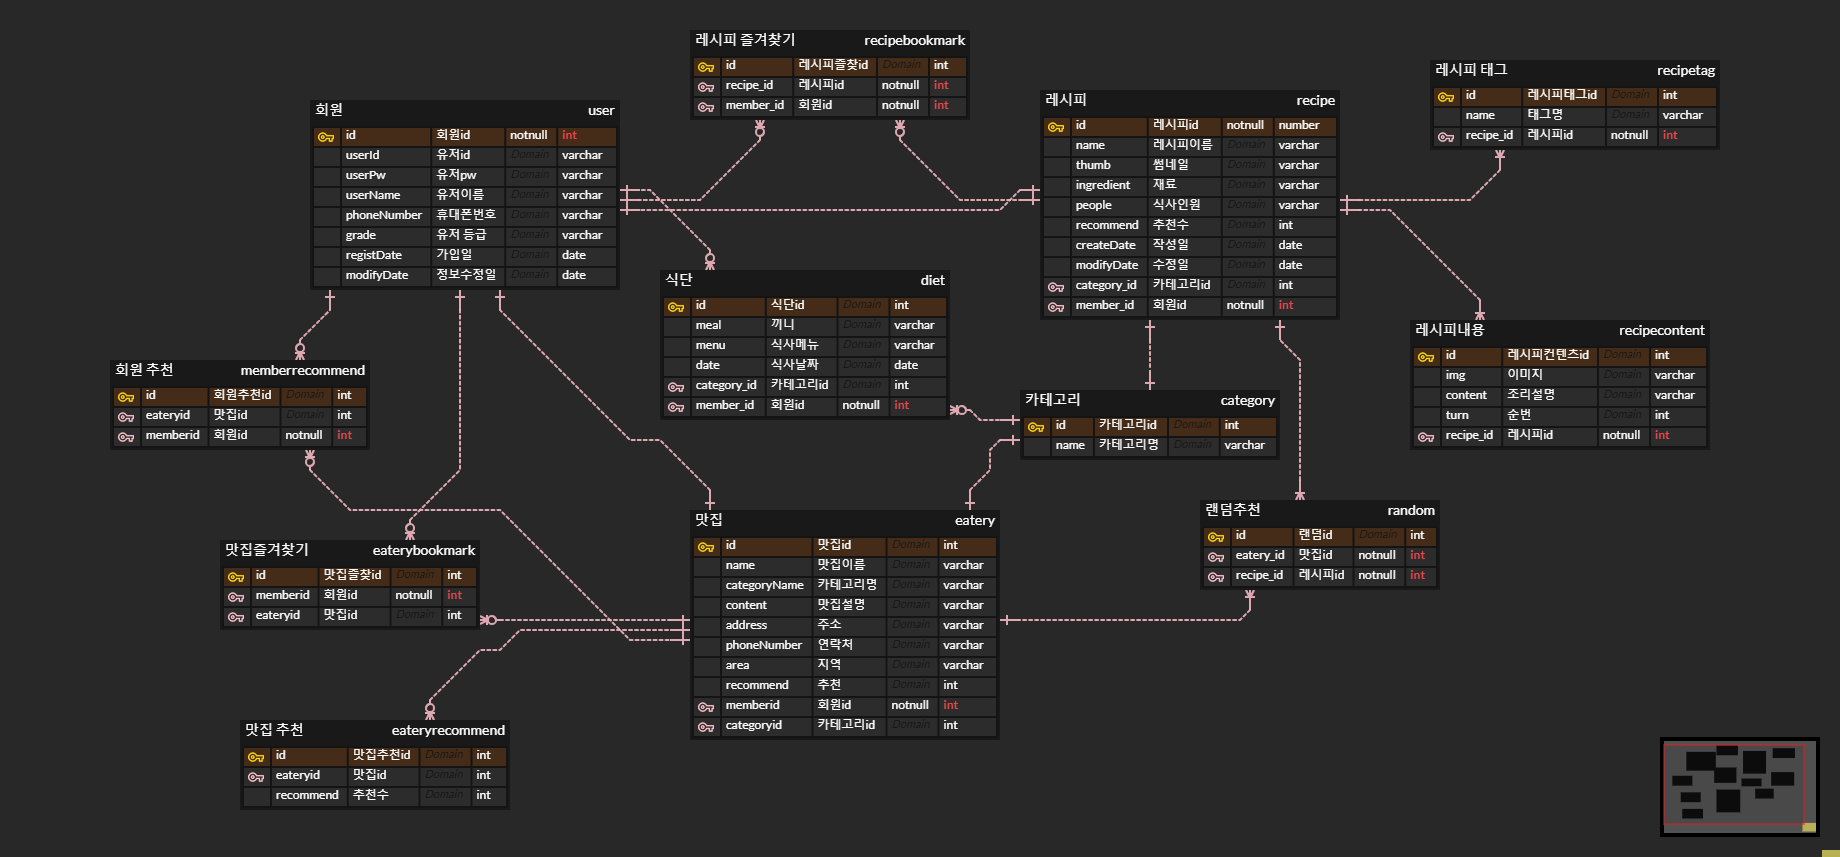 레시피 즐겨찾기 recipebookmark
id 레시피즐찾id Domain int
recipe_id 레시피id notnull int
member_id 회원id notnull int
레시피 태그 recipetag
id 레시피태그id Domain int
name 태그명 Domain varchar
recipe_id 레시피id notnull int
회원 user
id 회원id notnull int
userId 유저id Domain varchar
userPw 유저pw Domain varchar
userName 유저이름 Domain varchar
phoneNumber 휴대폰번호 Domain varchar
grade 유저 등급 Domain varchar
registDate 가입일 Domain date
modifyDate 정보수정일 Domain date
레시피 recipe
id 레시피id notnull number
name 레시피이름 Domain varchar
thumb 썸네일 Domain varchar
ingredient 재료 Domain varchar
people 식사인원 Domain varchar
recommend 추천수 Domain int
createDate 작성일 Domain date
modifyDate 수정일 Domain date
category_id 카테고리id Domain int
member_id 회원id notnull int
식단 diet
id 식단id Domain int
meal 끼니 Domain varchar
menu 식사메뉴 Domain varchar
date 식사날짜 Domain date
category_id 카테고리id Domain int
member_id 회원id notnull int
레시피내용 recipecontent
id 레시피컨텐츠id Domain int
img 이미지 Domain varchar
content 조리설명 Domain varchar
turn 순번 Domain int
recipe_id 레시피id notnull int
회원 추천 memberrecommend
id 회원추천id Domain int
eateryid 맛집id Domain int
memberid 회원id notnull int
카테고리 category
id 카테고리id Domain int
name 카테고리명 Domain varchar
맛집즐겨찾기 eaterybookmark
id 맛집즐찾id Domain int
memberid 회원id notnull int
eateryid 맛집id Domain int
맛집 eatery
id 맛집id Domain int
name 맛집이름 Domain varchar
categoryName 카테고리명 Domain varchar
content 맛집설명 Domain varchar
address 주소 Domain varchar
phoneNumber 연락처 Domain varchar
area 지역 Domain varchar
recommend 추천 Domain int
memberid 회원id notnull int
categoryid 카테고리id Domain int
랜덤추천 random
id 랜덤id Domain int
eatery_id 맛집id notnull int
recipe_id 레시피id notnull int
맛집 추천 eateryrecommend
id 맛집추천id Domain int
eateryid 맛집id Domain int
recommend 추천수 Domain int